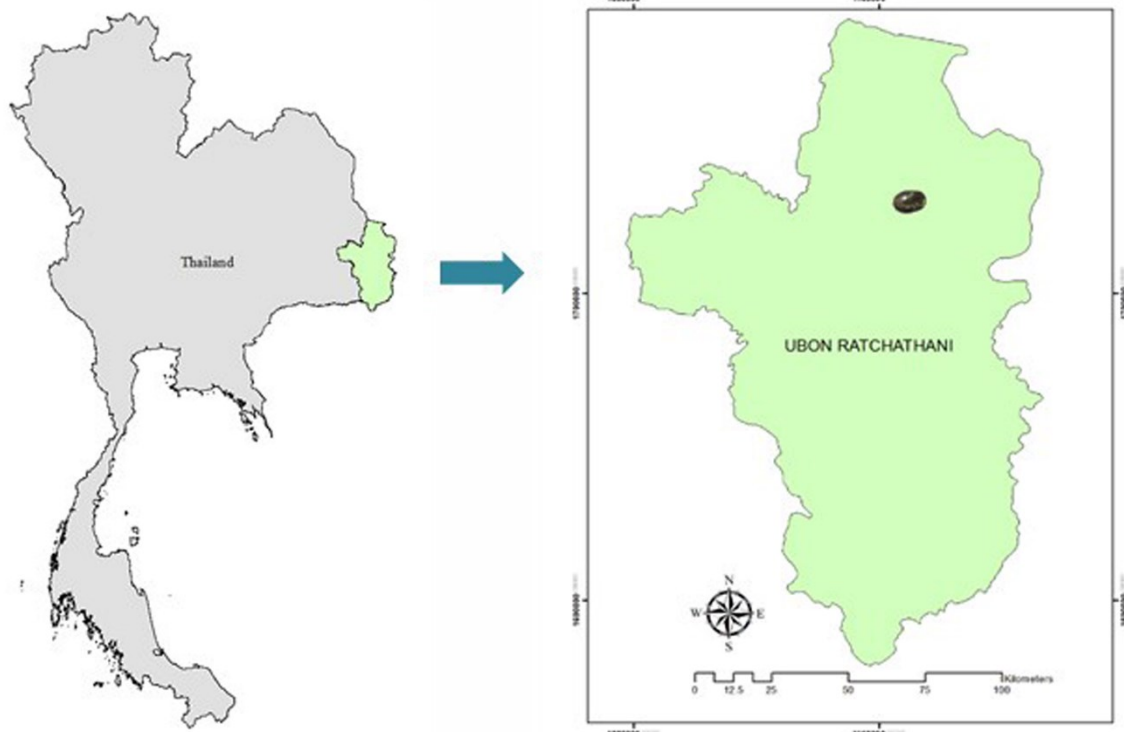 Thailand
UBON RATCHATHANI
N
W E
S
Kilometers
0 12.5 25 50 75 100